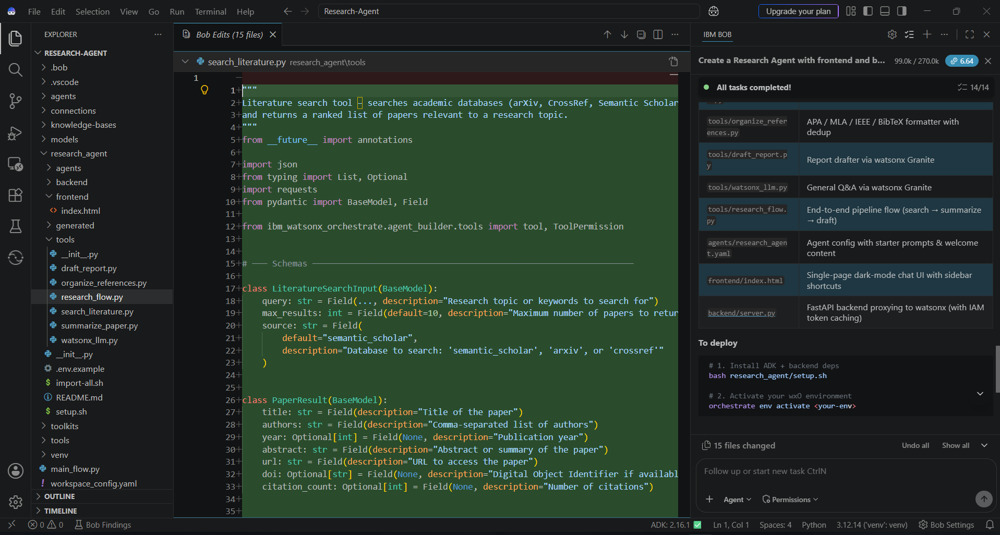 File Edit Selection View Go Run Terminal Help
Research-Agent
Upgrade your plan
EXPLORER
RESEARCH-AGENT
.bob
.vscode
agents
connections
knowledge-bases
models
research_agent
agents
backend
frontend
<> index.html
generated
tools
__init__.py
draft_report.py
organize_references.py
research_flow.py
search_literature.py
summarize_paper.py
watsonx_llm.py
__init__.py
.env.example
$ import-all.sh
README.md
$ setup.sh
toolkits
tools
venv
main_flow.py
! workspace_config.yaml
OUTLINE
TIMELINE
Bob Edits (15 files)
search_literature.py research_agent\tools
1
1+"""
2+Literature search tool – searches academic databases (arXiv, CrossRef, Semantic Scholar
3+and returns a ranked list of papers relevant to a research topic.
4+"""
5+from __future__ import annotations
6+
7+import json
8+from typing import List, Optional
9+import requests
10+from pydantic import BaseModel, Field
11+
12+from ibm_watsonx_orchestrate.agent_builder.tools import tool, ToolPermission
13+
14+
15+# ─── Schemas ────────────────────────────────
16+
17+class LiteratureSearchInput(BaseModel):
18+    query: str = Field(..., description="Research topic or keywords to search for")
19+    max_results: int = Field(default=10, description="Maximum number of papers to retur
20+    source: str = Field(
21+        default="semantic_scholar",
22+        description="Database to search: 'semantic_scholar', 'arxiv', or 'crossref'"
23+    )
24+
25+
26+class PaperResult(BaseModel):
27+    title: str = Field(description="Title of the paper")
28+    authors: str = Field(description="Comma-separated list of authors")
29+    year: Optional[int] = Field(None, description="Publication year")
30+    abstract: str = Field(description="Abstract or summary of the paper")
31+    url: str = Field(description="URL to access the paper")
32+    doi: Optional[str] = Field(None, description="Digital Object Identifier if availabl
33+    citation_count: Optional[int] = Field(None, description="Number of citations")
34+
35+
IBM BOB
Create a Research Agent with frontend and b... 99.0k / 270.0k 6.64
All tasks completed! 14/14
tools/organize_refer
ences.py
APA / MLA / IEEE / BibTeX formatter with
dedup
tools/draft_report.p
y
Report drafter via watsonx Granite
tools/watsonx_llm.py
General Q&A via watsonx Granite
tools/research_flow.
py
End-to-end pipeline flow (search → summarize
→ draft)
agents/research_agen
t.yaml
Agent config with starter prompts & welcome
content
frontend/index.html
Single-page dark-mode chat UI with sidebar
shortcuts
backend/server.py
FastAPI backend proxying to watsonx (with IAM
token caching)
To deploy
# 1. Install ADK + backend deps
bash research_agent/setup.sh
# 2. Activate your wxO environment
orchestrate env activate <your-env>
15 files changed Undo all Show all
Follow up or start new task CtrlN
Agent Permissions
0 0 Bob Findings
ADK: 2.16.1 Ln 1, Col 1 Spaces: 4 Python 3.12.14 ('venv': venv) Bob Settings